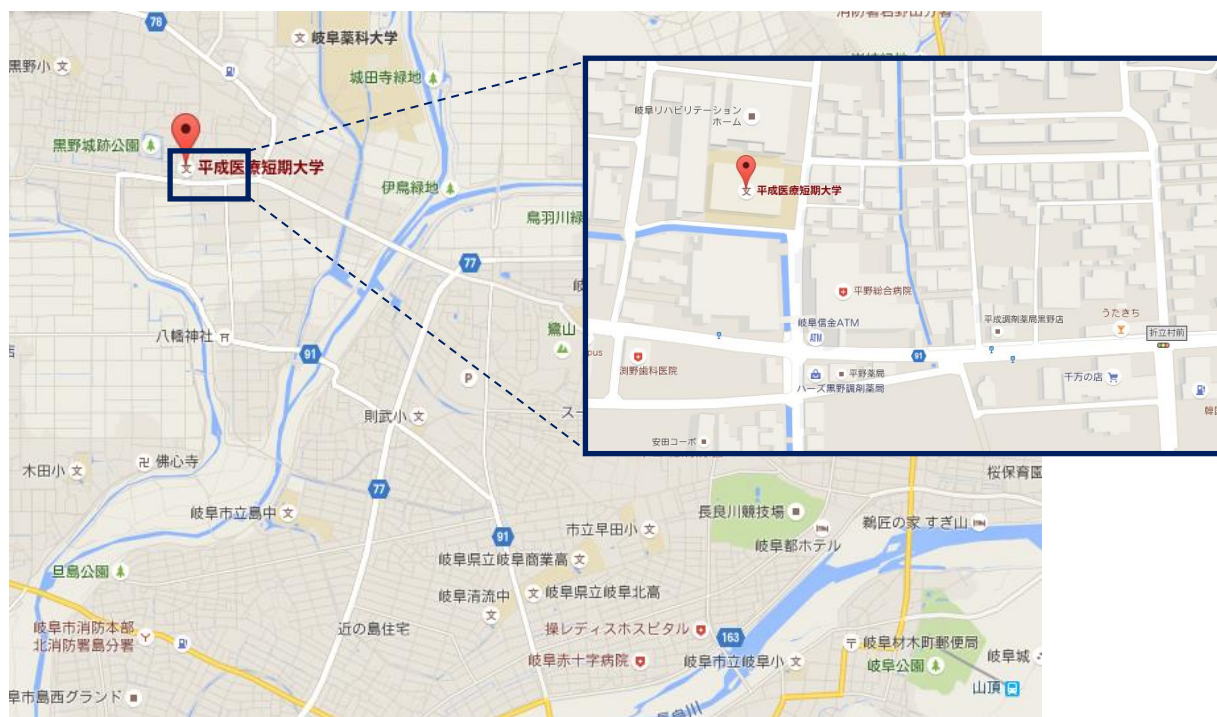 78
岐阜薬科大学
黒野小
城田寺緑地
黒野城跡公園
平成医療短期大学
伊鳥緑地
鳥羽川緑
77
八幡神社
91
鷺山
P
則武小
スー
木田小
佛心寺
77
岐阜市立島中
91
市立早田小
岐阜県立岐阜商業高
長良川競技場
岐阜都ホテル
鵜匠の家 すぎ山
桜保育園
旦島公園
岐阜清流中
岐阜県立岐阜北高
岐阜市消防本部
北消防署島分署
近の島住宅
操レディスホスピタル
163
岐阜赤十字病院
岐阜市立岐阜小
岐阜材木町郵便局
岐阜公園
岐阜城
山頂
阜市島西グランド
長良川
岐阜リハビリテーション
ホーム
平成医療短期大学
平野総合病院
岐阜信金ATM
ATM
平成調剤薬局黒野店
うたきち
折立村前
pus
渕野歯科医院
91
平野薬局
ハーズ黒野調剤薬局
千万の店
安田コーポ